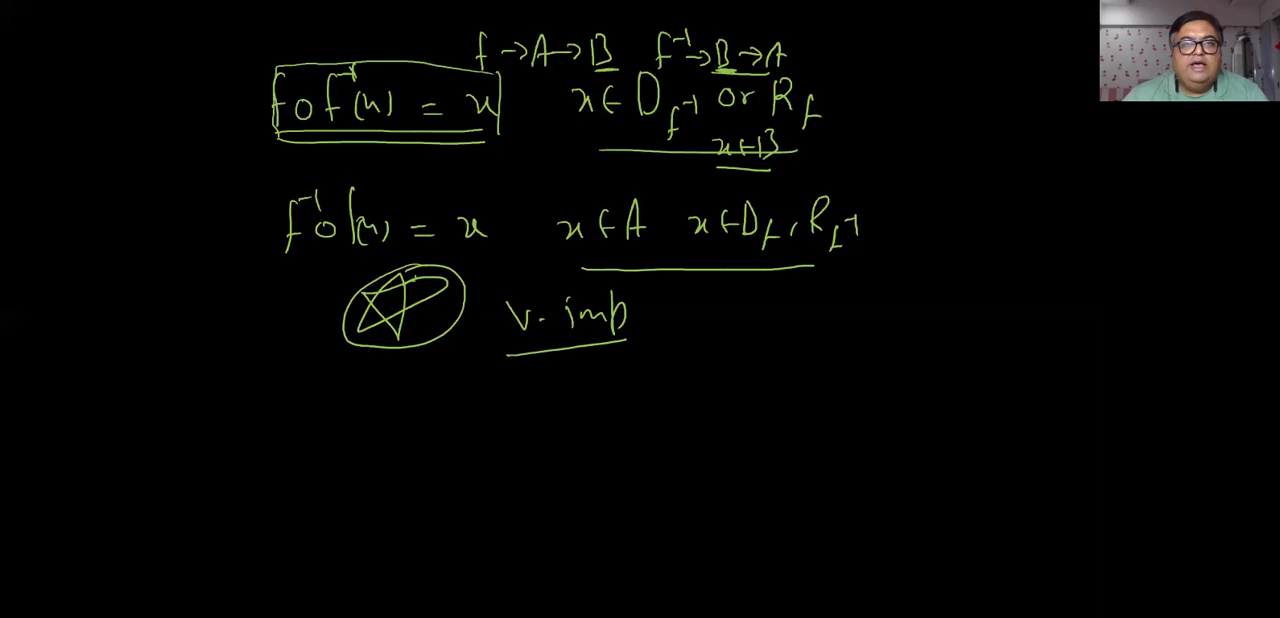 f → A → B f⁻¹ → B → A
fof⁻¹(x) = x x ∈ D_f⁻¹ or R_f
x ∈ B
f⁻¹of(x) = x x ∈ A x ∈ D_f, R_f⁻¹
v. imp